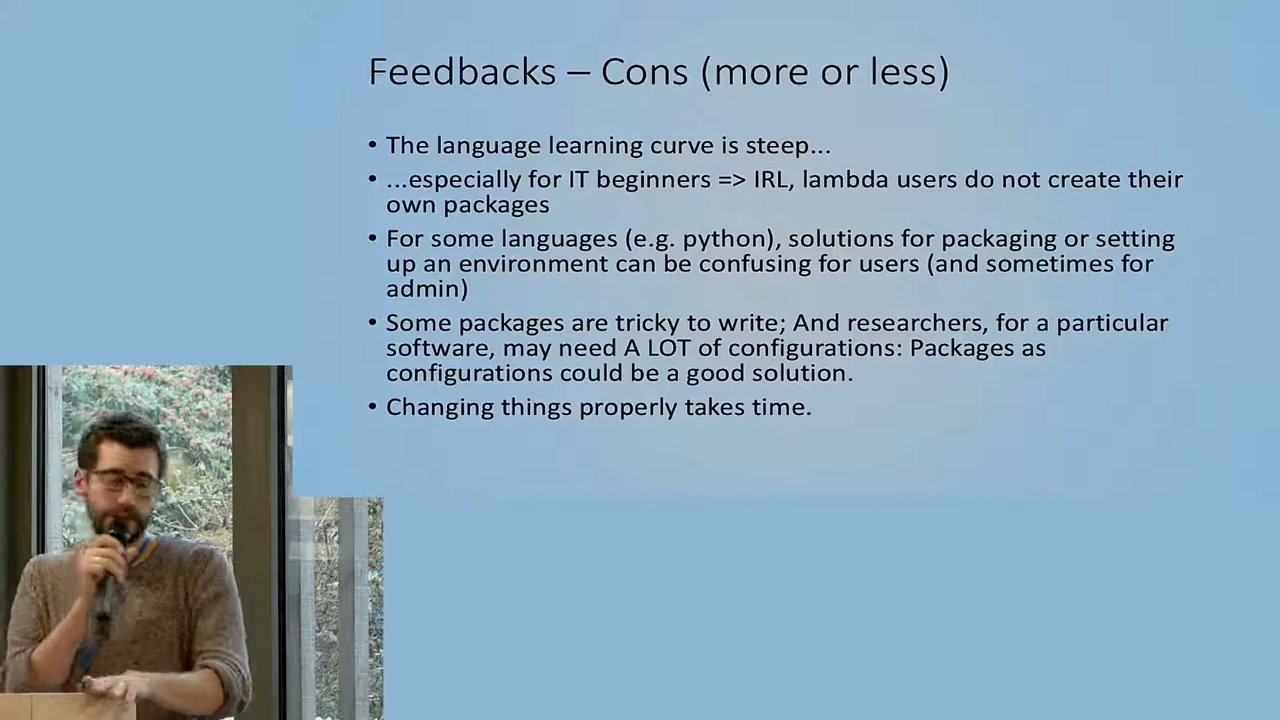 Feedbacks – Cons (more or less)
• The language learning curve is steep...
• ...especially for IT beginners => IRL, lambda users do not create their
own packages
• For some languages (e.g. python), solutions for packaging or setting
up an environment can be confusing for users (and sometimes for
admin)
• Some packages are tricky to write; And researchers, for a particular
software, may need A LOT of configurations: Packages as
configurations could be a good solution.
• Changing things properly takes time.